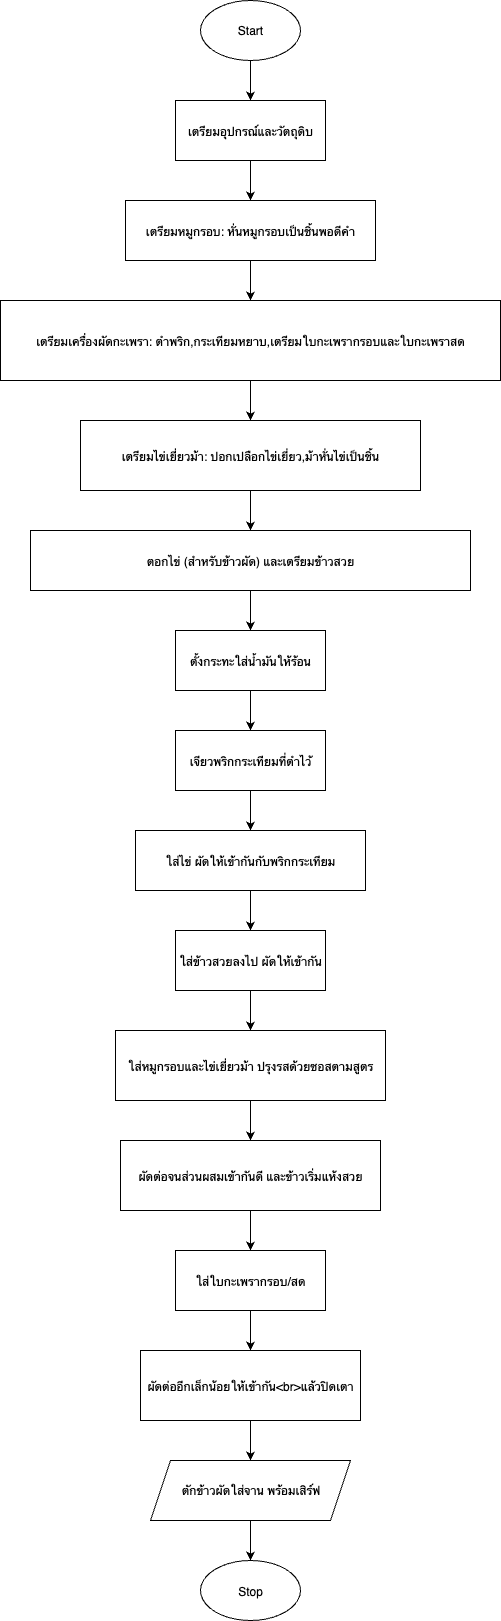 Start
เตรียมอุปกรณ์และวัตถุดิบ
เตรียมหมูกรอบ: หั่นหมูกรอบเป็นชิ้นพอดีคำ
เตรียมเครื่องผัดกะเพรา: ตำพริก,กระเทียมหยาบ,เตรียมใบกะเพรากรอบและใบกะเพราสด
เตรียมไข่เยี่ยวม้า: ปอกเปลือกไข่เยี่ยว,ม้าหั่นไข่เป็นชิ้น
ตอกไข่ (สำหรับข้าวผัด) และเตรียมข้าวสวย
ตั้งกระทะใส่น้ำมันให้ร้อน
เจียวพริกกระเทียมที่ตำไว้
ใส่ไข่ ผัดให้เข้ากันกับพริกกระเทียม
ใส่ข้าวสวยลงไป ผัดให้เข้ากัน
ใส่หมูกรอบและไข่เยี่ยวม้า ปรุงรสด้วยซอสตามสูตร
ผัดต่อจนส่วนผสมเข้ากันดี และข้าวเริ่มแห้งสวย
ใส่ใบกะเพรากรอบ/สด
ผัดต่ออีกเล็กน้อยให้เข้ากัน<br>แล้วปิดเตา
ตักข้าวผัดใส่จาน พร้อมเสิร์ฟ
Stop